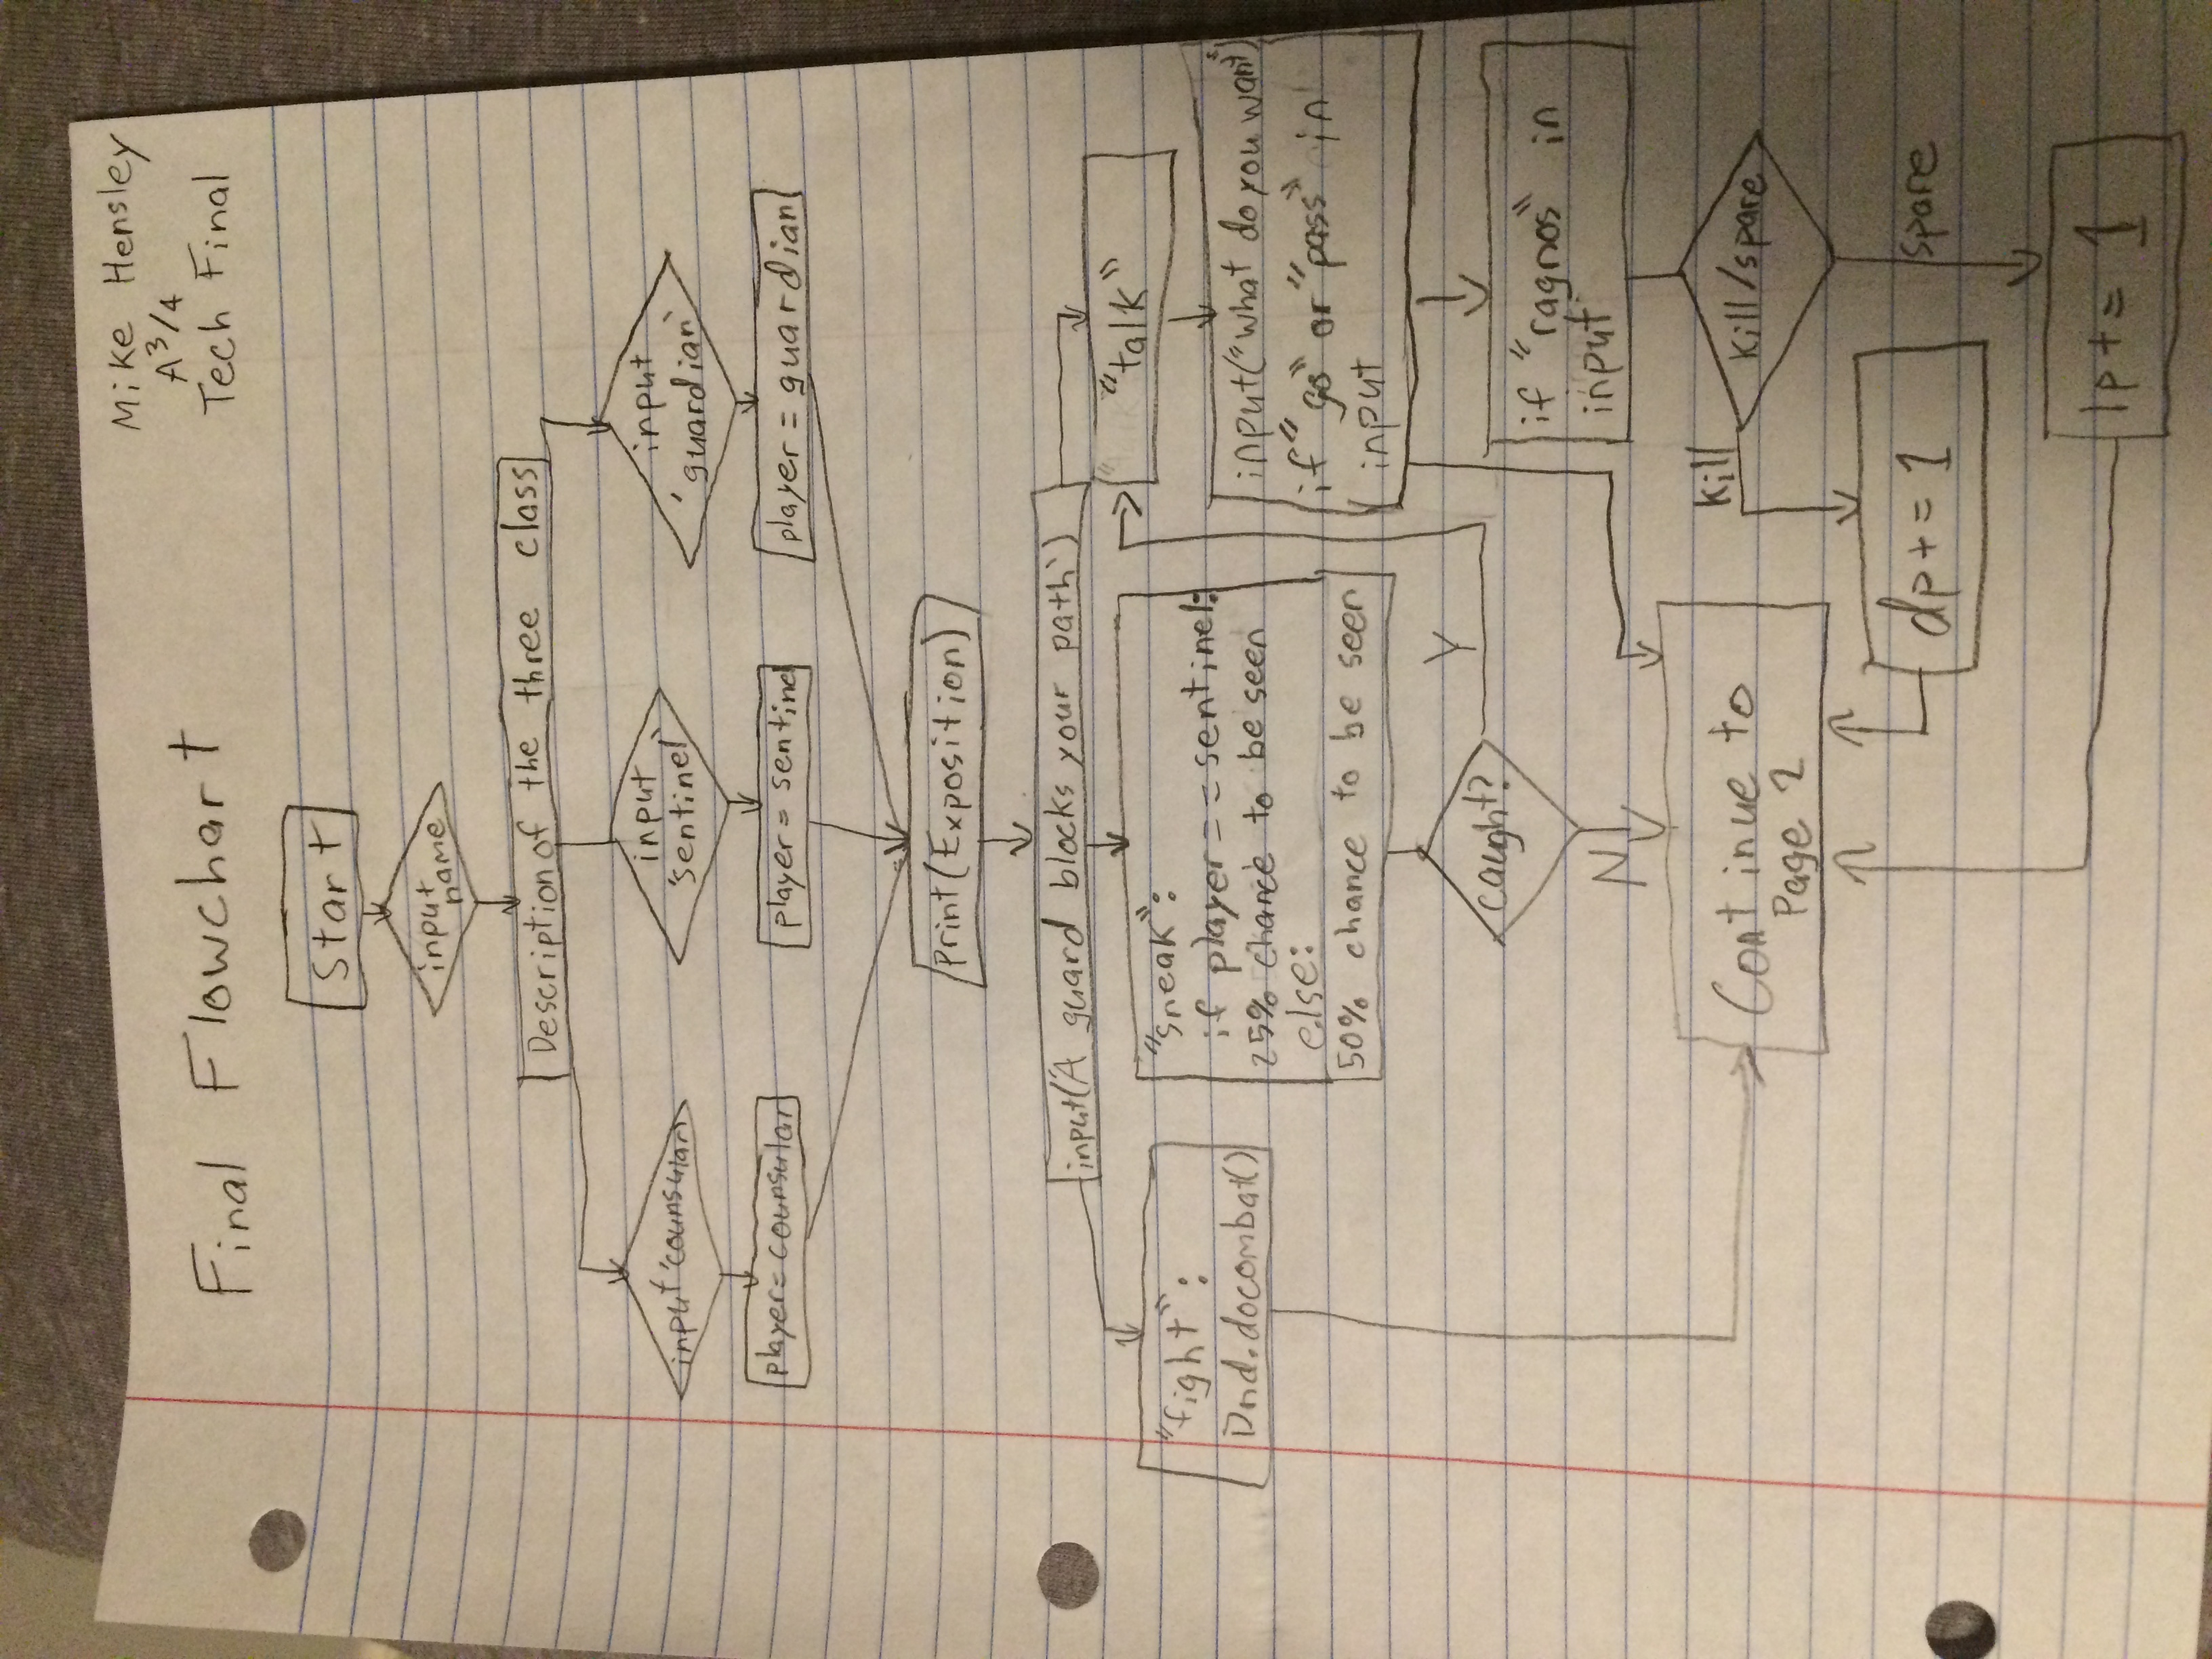 Mike Hensley
A3/4
Tech Final
Final Flowchart
Start
input
name
Description of the three class
input 'counsular'
input
'sentinel'
input
'guardian'
player = counsular
player = sentinel
player = guardian
print(Exposition)
input('A guard blocks your path')
"fight":
Dnd.docombat()
"sneak":
if player == sentinel:
25% chance to be seen
else:
50% chance to be seen
"talk"
input("what do you want")
if "go" or "pass" in
input
caught?
Y
N
if "ragnos" in
input
Continue to
Page 2
kill
kill/spare
dp += 1
spare
lp += 1